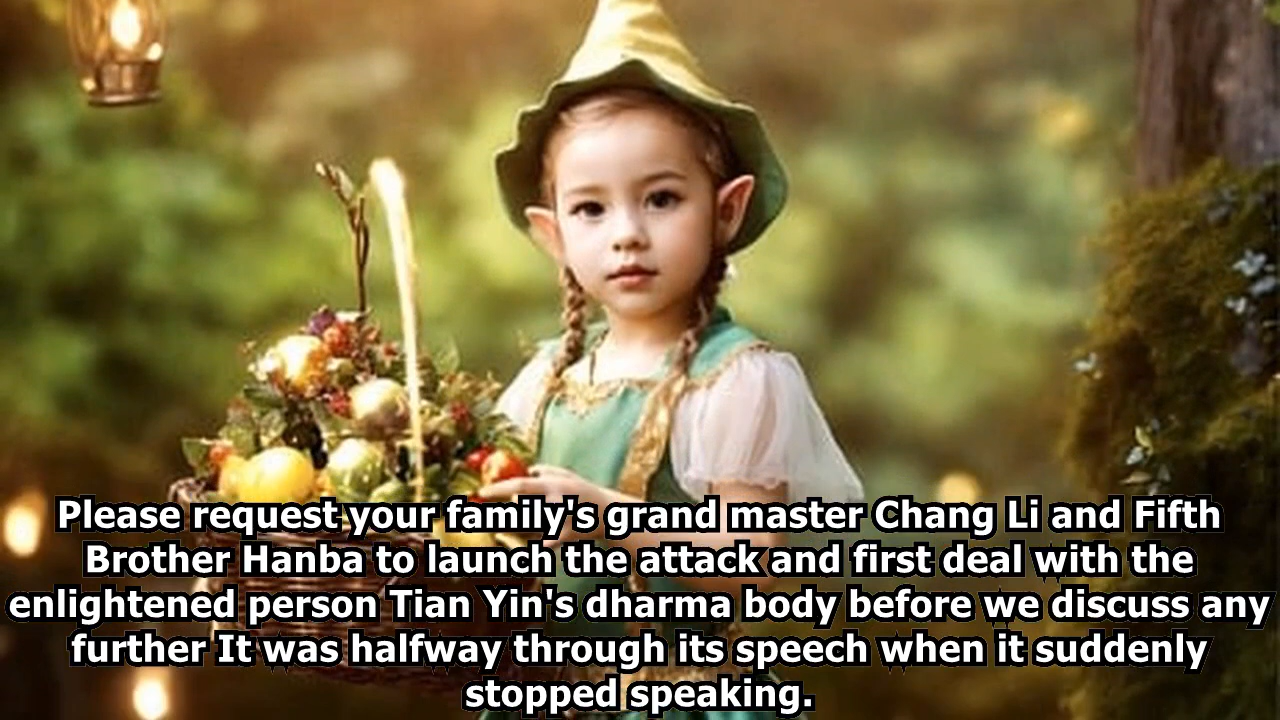 Please request your family's grand master Chang Li and Fifth
Brother Hanba to launch the attack and first deal with the
enlightened person Tian Yin's dharma body before we discuss any
further It was halfway through its speech when it suddenly
stopped speaking.